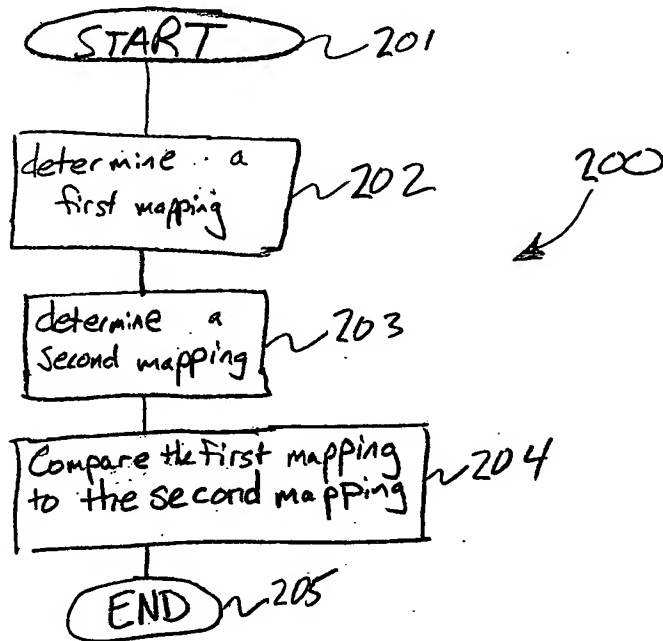 START 201
determine a
first mapping 202
200
determine a
second mapping 203
Compare the first mapping
to the second mapping 204
END 205